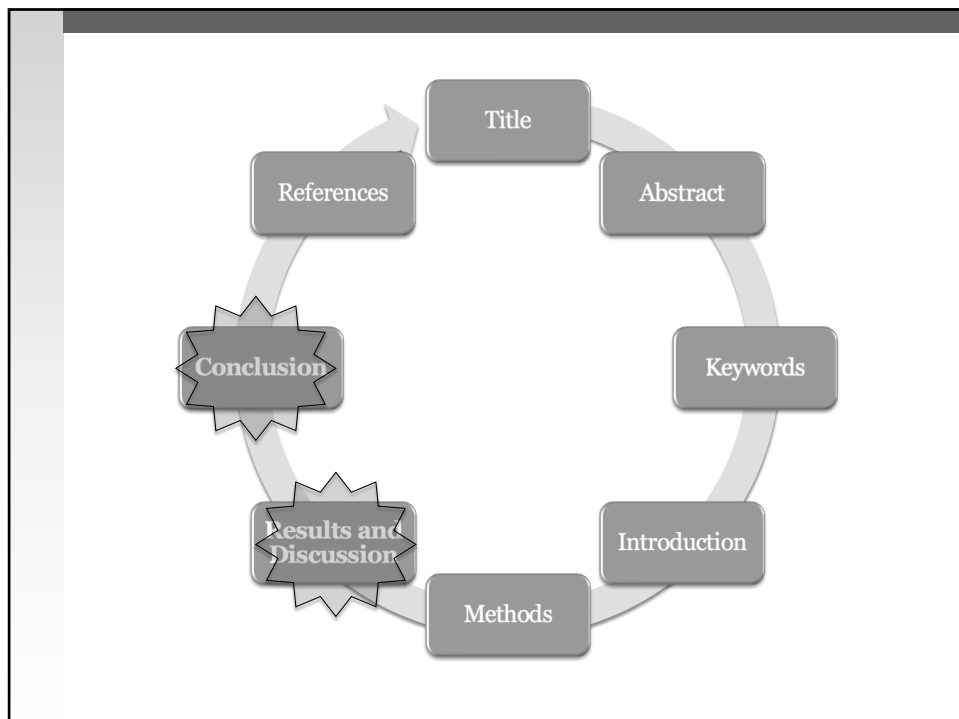 Title
Abstract
Keywords
Introduction
Methods
Results and
Discussion
Conclusion
References